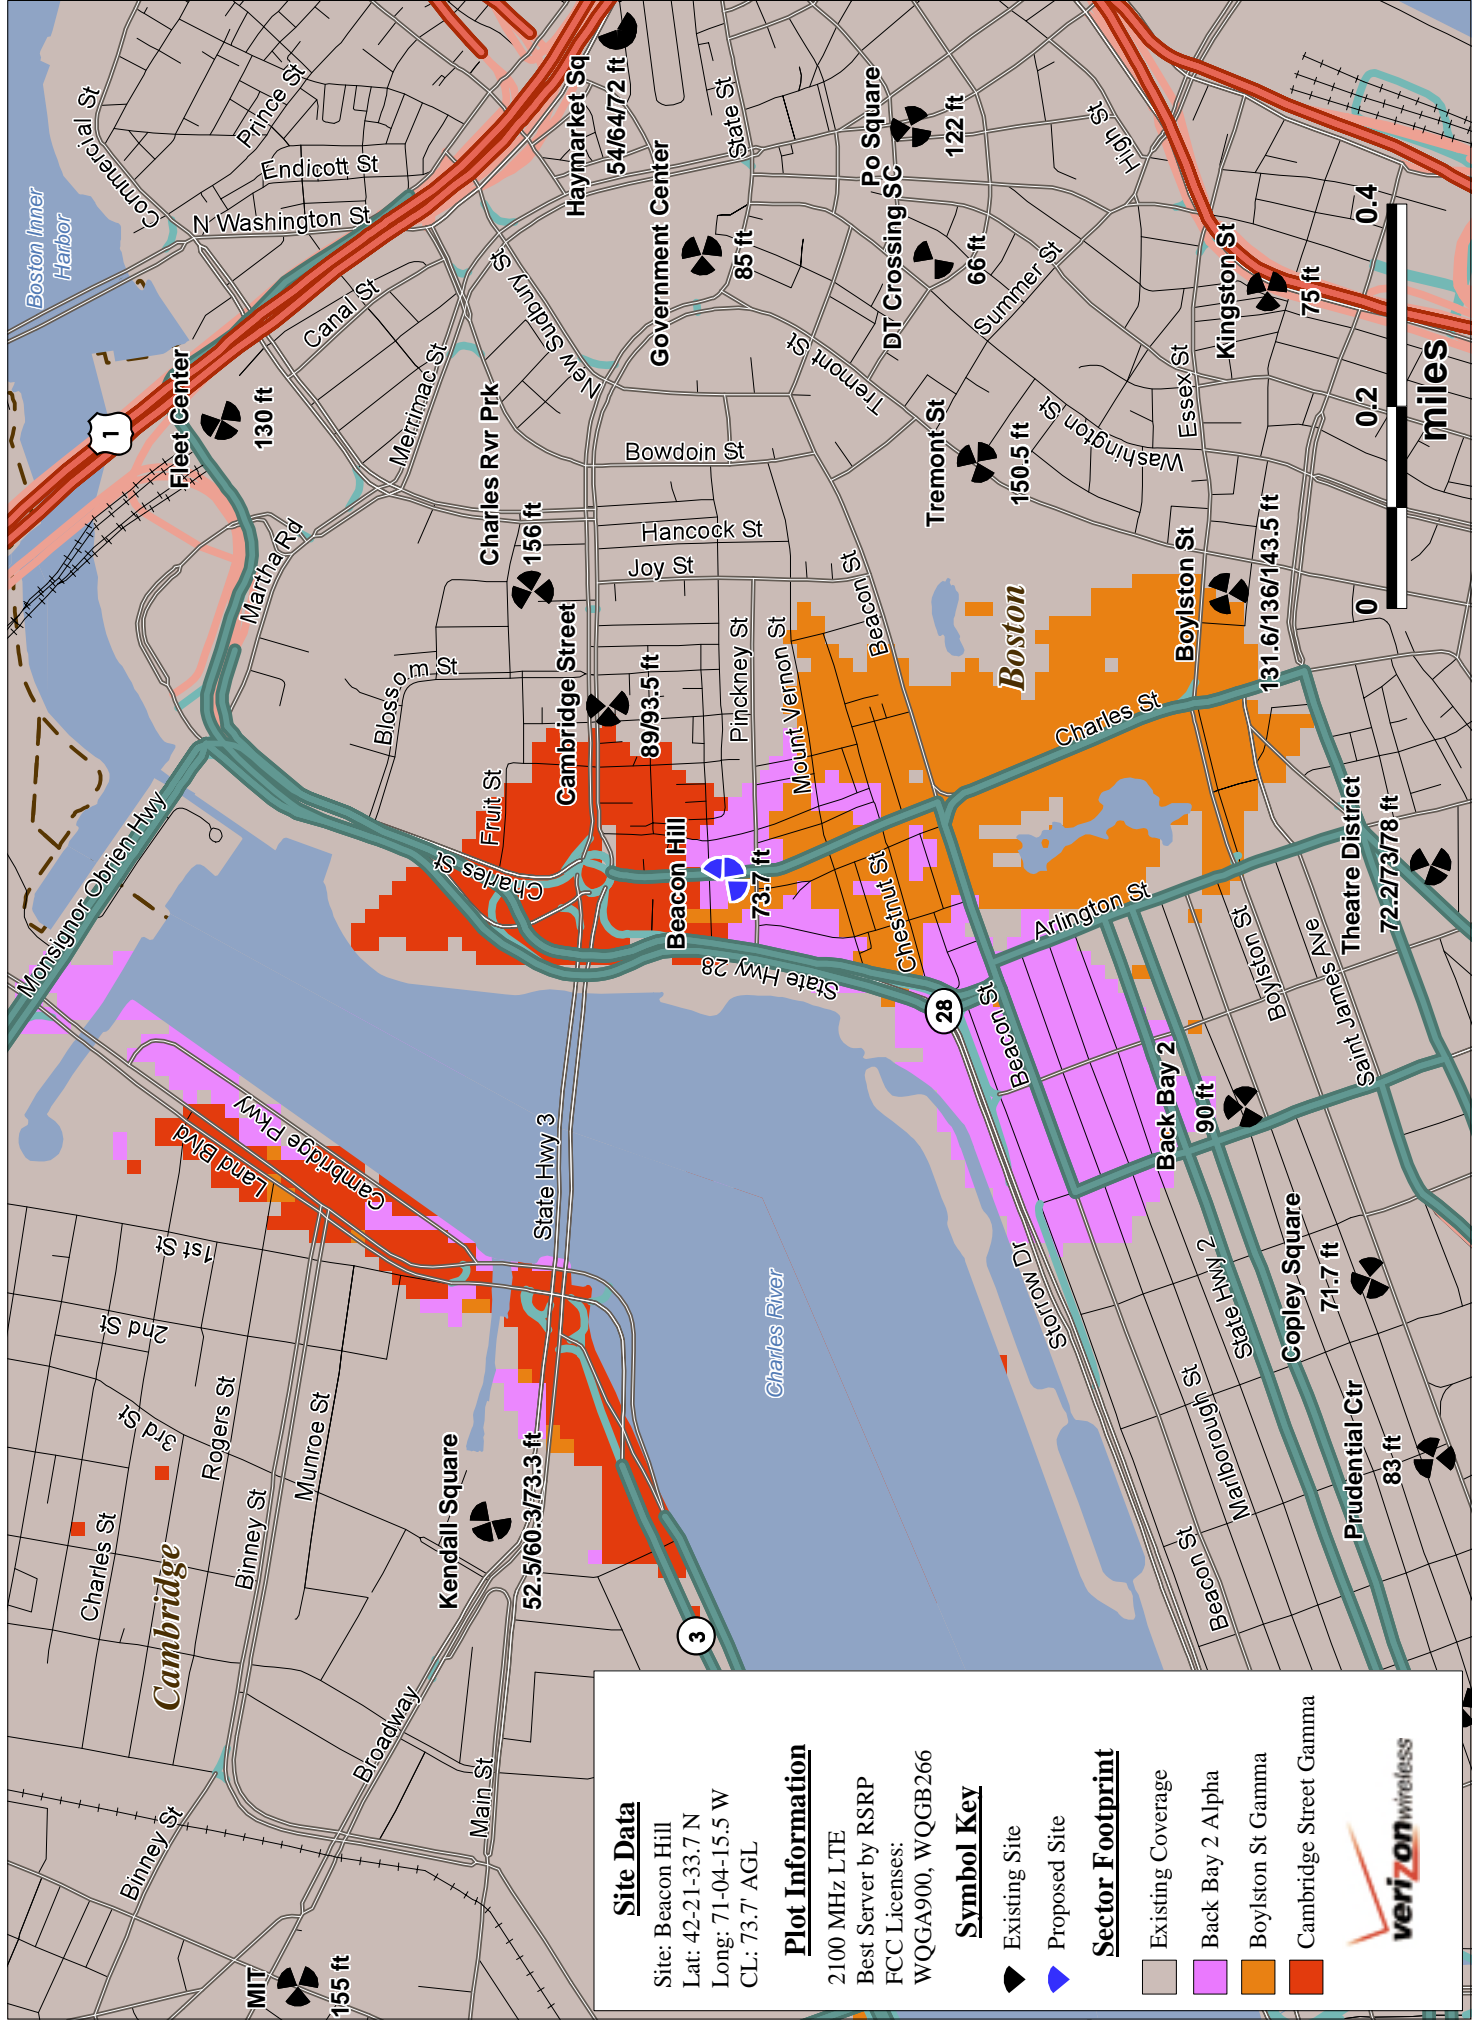 Boston Inner
Harbor
Commercial St
Prince St
Endicott St
N Washington St
Canal St
Merrimac St
New Sudbury St
State St
High St
Haymarket Sq
54/64/72 ft
Government Center
85 ft
Po Square
122 ft
DT Crossing SC
66 ft
Summer St
Kingston St
75 ft
Fleet Center
130 ft
1
Martha Rd
Charles Rvr Prk
156 ft
Bowdoin St
Hancock St
Joy St
Tremont St
Tremont St
150.5 ft
Washington St
Essex St
Boylston St
131.6/136/143.5 ft
0
0.2
0.4
miles
Monsignor Obrien Hwy
Blossom St
Fruit St
Charles St
Cambridge Street
89/93.5 ft
Pinckney St
Mount Vernon St
Beacon St
Boston
Charles St
Beacon Hill
73.7 ft
Chestnut St
State Hwy 28
28
Arlington St
Beacon St
Boylston St
Saint James Ave
Theatre District
72.2/73/78 ft
Back Bay 2
90 ft
Land Blvd
Cambridge Pkwy
State Hwy 3
Charles River
Storrow Dr
State Hwy 2
Copley Square
71.7 ft
Marlborough St
Prudential Ctr
83 ft
Beacon St
1st St
2nd St
3rd St
Rogers St
Munroe St
Binney St
Charles St
Cambridge
Kendall Square
52.5/60.3/73.3 ft
3
Broadway
Main St
Binney St
MIT
155 ft
Site Data
Site: Beacon Hill
Lat: 42-21-33.7 N
Long: 71-04-15.5 W
CL: 73.7' AGL
Plot Information
2100 MHz LTE
Best Server by RSRP
FCC Licenses:
WQGA900, WQGB266
Symbol Key
Existing Site
Proposed Site
Sector Footprint
Existing Coverage
Back Bay 2 Alpha
Boylston St Gamma
Cambridge Street Gamma
verizonwireless